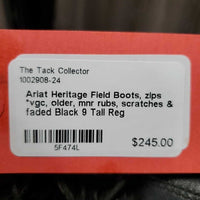 The Tack Collector
1002908-24
Ariat Heritage Field Boots, zips
*vgc, older, mnr rubs, scratches &
faded Black 9 Tall Reg
5F474L
$245.00